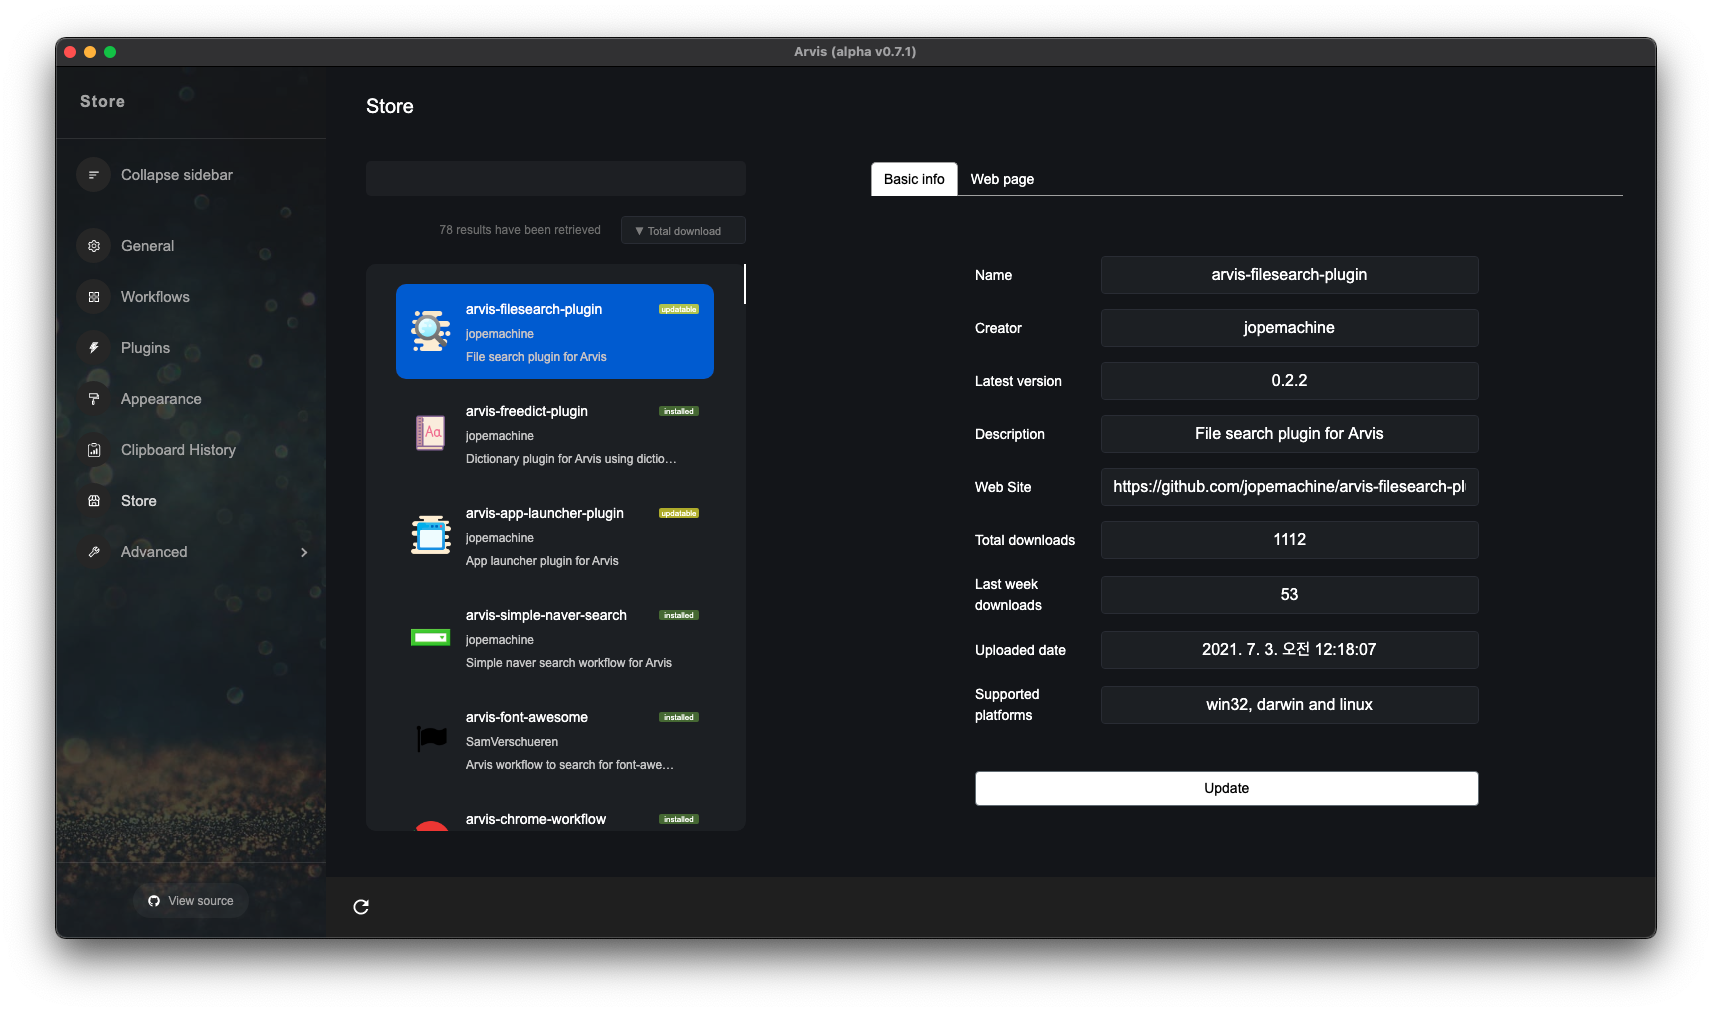 Arvis (alpha v0.7.1)
Store
Collapse sidebar
General
Workflows
Plugins
Appearance
Clipboard History
Store
Advanced
View source
Store
78 results have been retrieved
▼ Total download
arvis-filesearch-plugin
updatable
jopemachine
File search plugin for Arvis
Aa
arvis-freedict-plugin
installed
jopemachine
Dictionary plugin for Arvis using dictio...
arvis-app-launcher-plugin
updatable
jopemachine
App launcher plugin for Arvis
arvis-simple-naver-search
installed
jopemachine
Simple naver search workflow for Arvis
arvis-font-awesome
installed
SamVerschueren
Arvis workflow to search for font-awe...
arvis-chrome-workflow
installed
Basic info
Web page
Name
arvis-filesearch-plugin
Creator
jopemachine
Latest version
0.2.2
Description
File search plugin for Arvis
Web Site
https://github.com/jopemachine/arvis-filesearch-pl
Total downloads
1112
Last week
downloads
53
Uploaded date
2021. 7. 3. 오전 12:18:07
Supported
platforms
win32, darwin and linux
Update